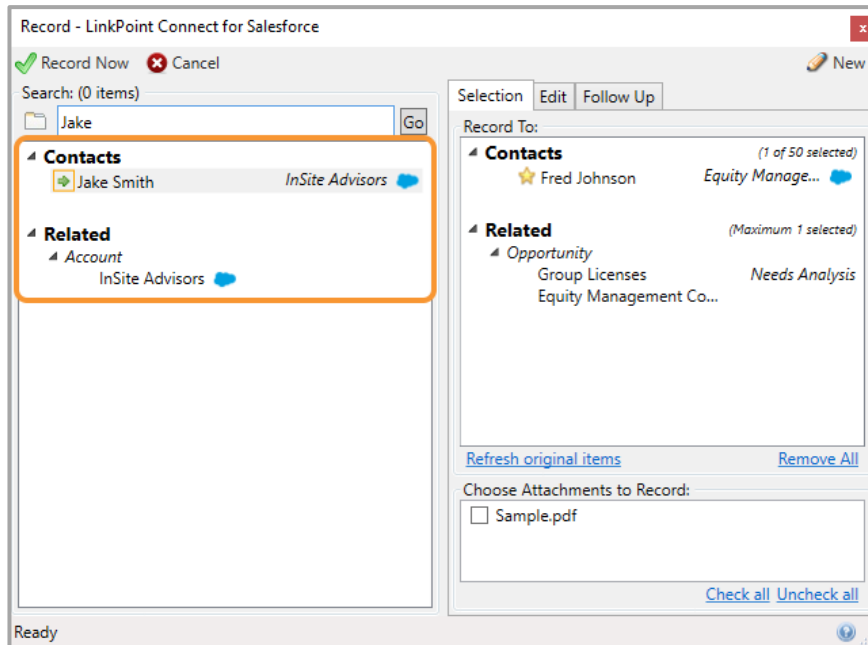 Record - LinkPoint Connect for Salesforce
x
Record Now Cancel
New
Search: (0 items)
Jake
Go
Contacts
Jake Smith InSite Advisors
Related
Account
InSite Advisors
Selection Edit Follow Up
Record To:
Contacts (1 of 50 selected)
Fred Johnson Equity Manage...
Related (Maximum 1 selected)
Opportunity
Group Licenses Needs Analysis
Equity Management Co...
Refresh original items Remove All
Choose Attachments to Record:
Sample.pdf
Check all Uncheck all
Ready
?